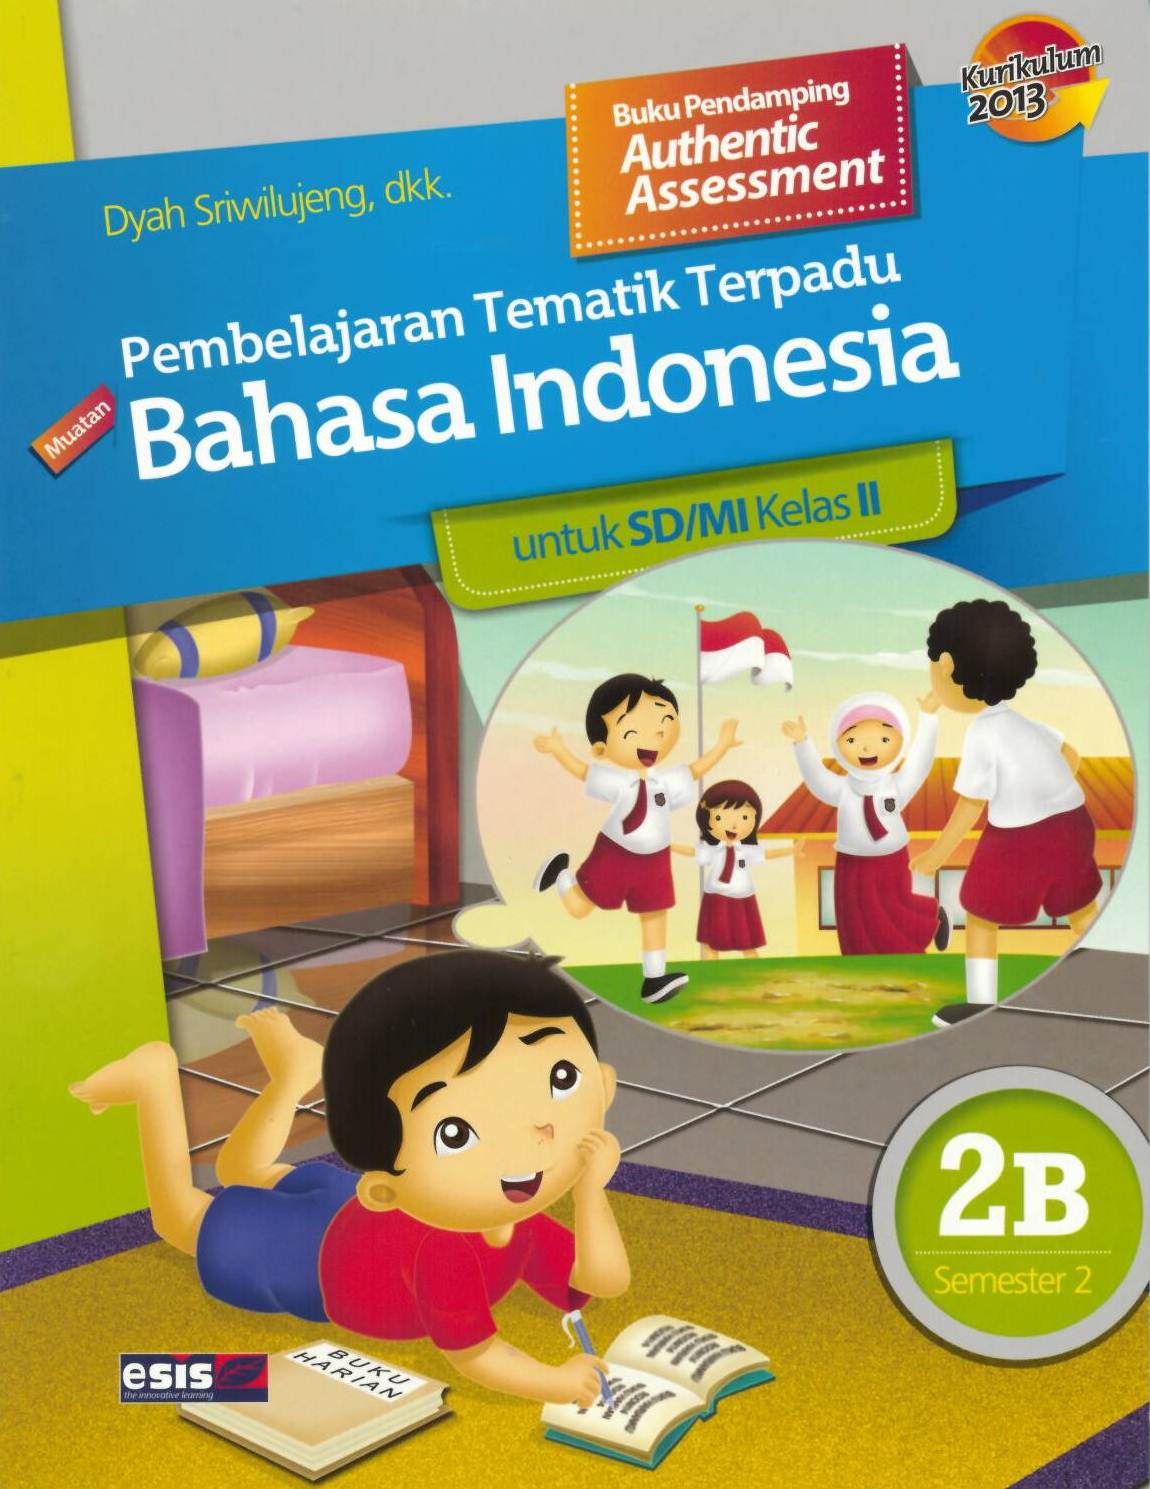 Kurikulum
2013
Buku Pendamping
Authentic
Assessment
Dyah Sriwilujeng, dkk.
Pembelajaran Tematik Terpadu
Muatan
Bahasa Indonesia
untuk SD/MI Kelas II
2B
Semester 2
BUKU
HARIAN
esis
the innovative learning